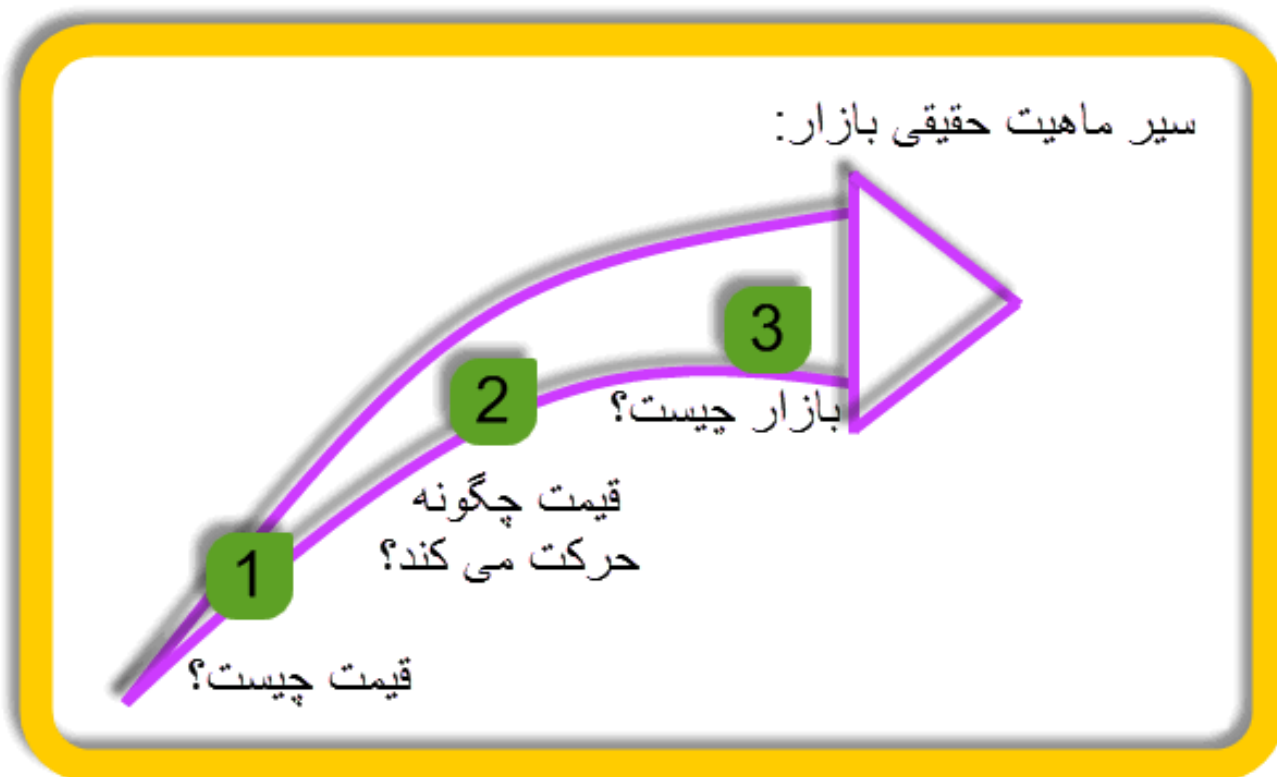 سیر ماهیت حقیقی بازار:
3
بازار چیست؟
2
قیمت چگونه
حرکت می کند؟
1
قیمت چیست؟